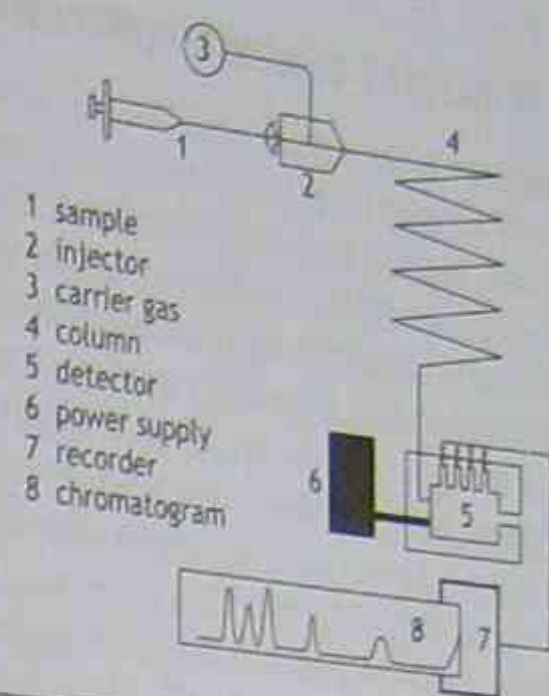 3
1
2
4
1 sample
2 injector
3 carrier gas
4 column
5 detector
6 power supply
7 recorder
8 chromatogram
6
5
8
7